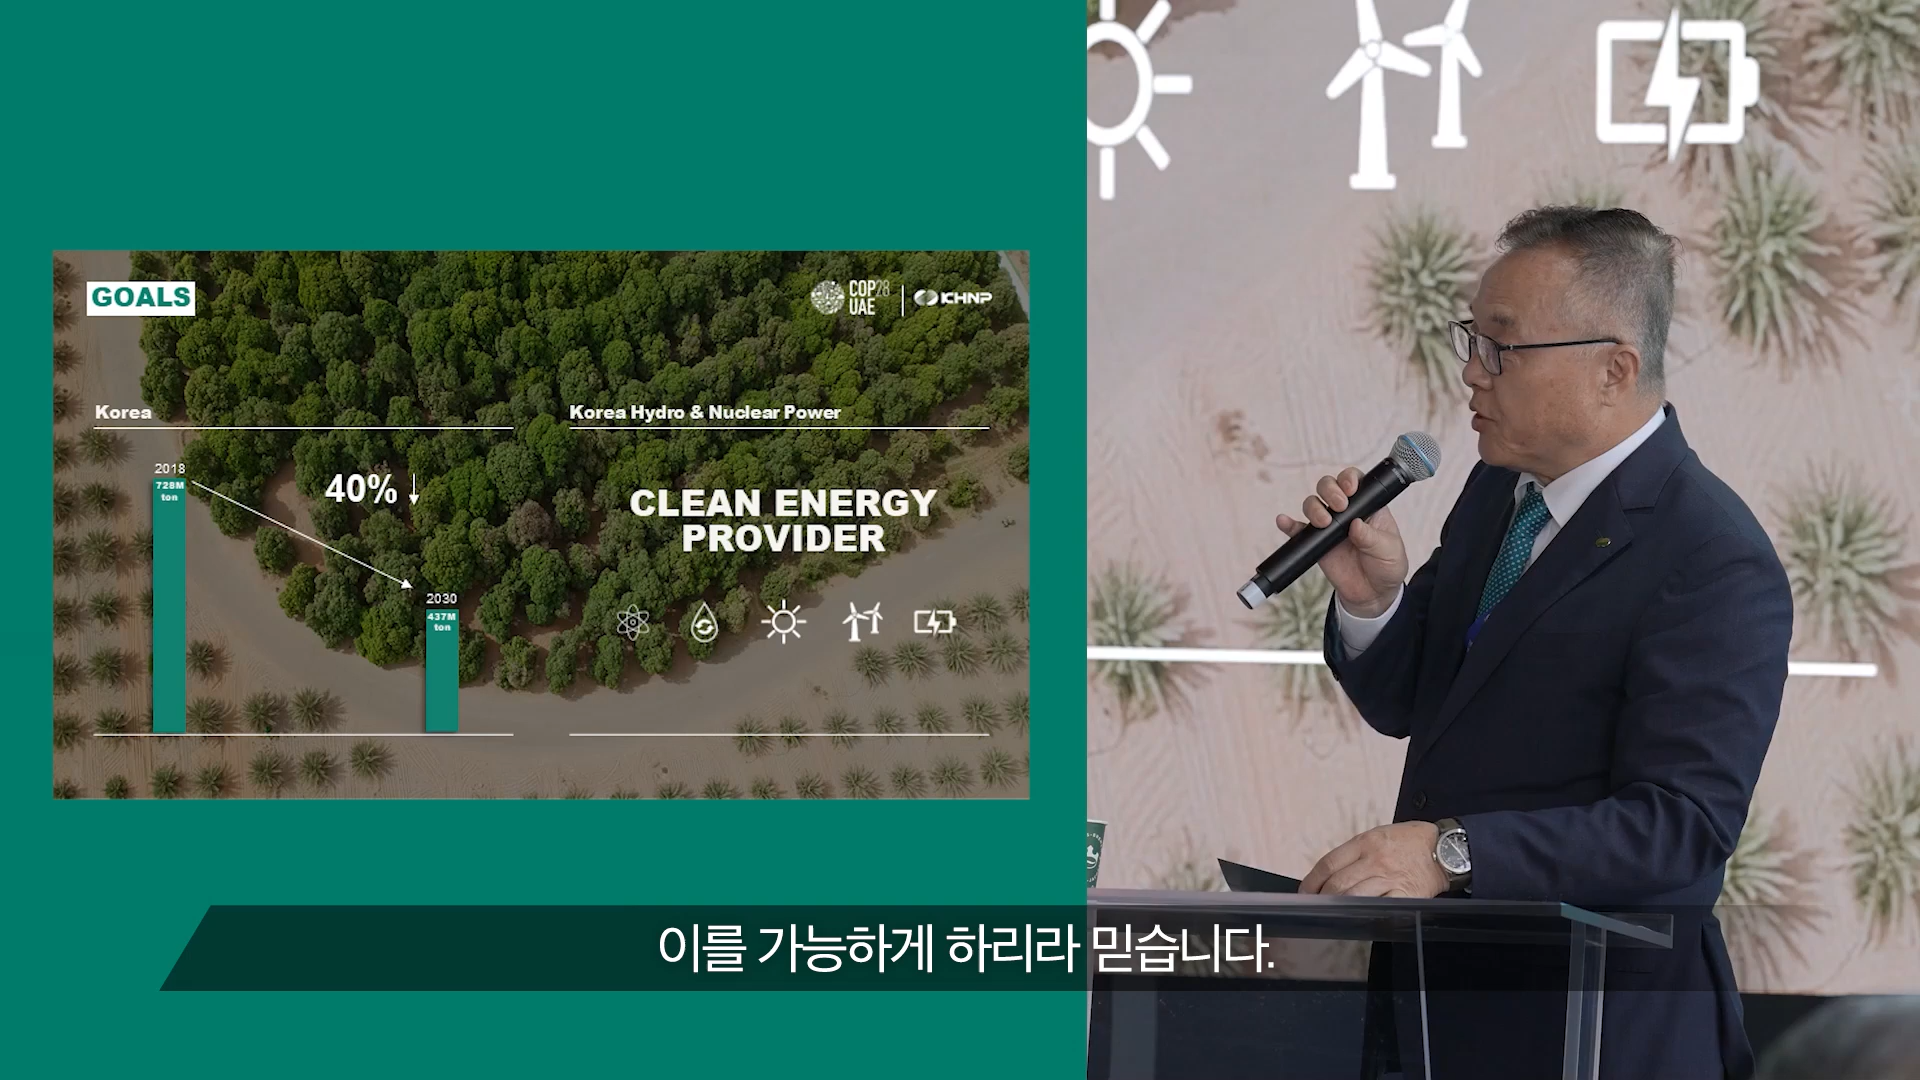 GOALS
COP28
UAE
KHNP
Korea
Korea Hydro & Nuclear Power
2018
728M
ton
40%
CLEAN ENERGY
PROVIDER
2030
437M
ton
이를 가능하게 하리라 믿습니다.